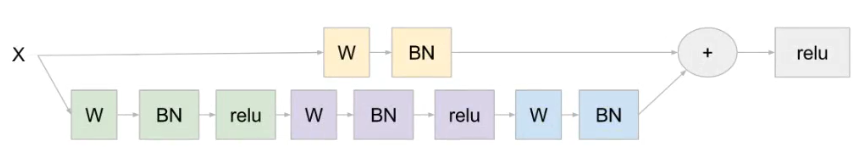 X W BN + relu
W BN relu W BN relu W BN